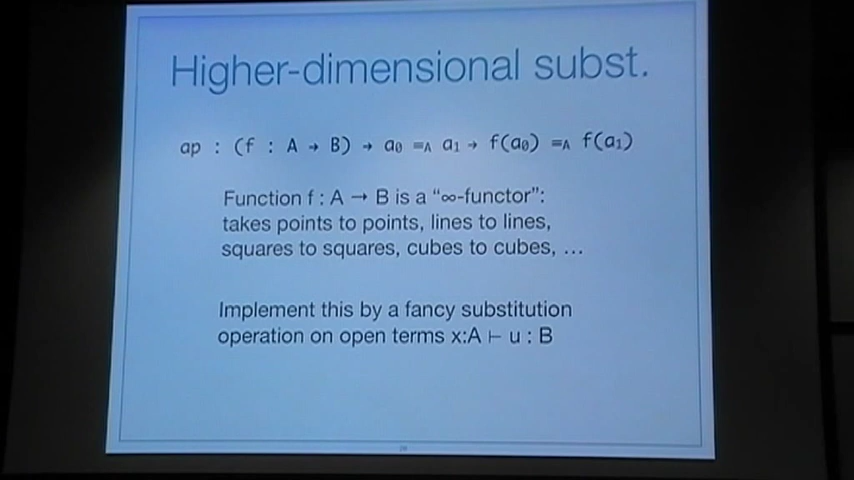 Higher-dimensional subst.
ap : (f : A → B) → a₀ =ᴀ a₁ → f(a₀) =ᴀ f(a₁)
Function f : A → B is a “∞-functor”:
takes points to points, lines to lines,
squares to squares, cubes to cubes, …
Implement this by a fancy substitution
operation on open terms x:A ⊢ u : B